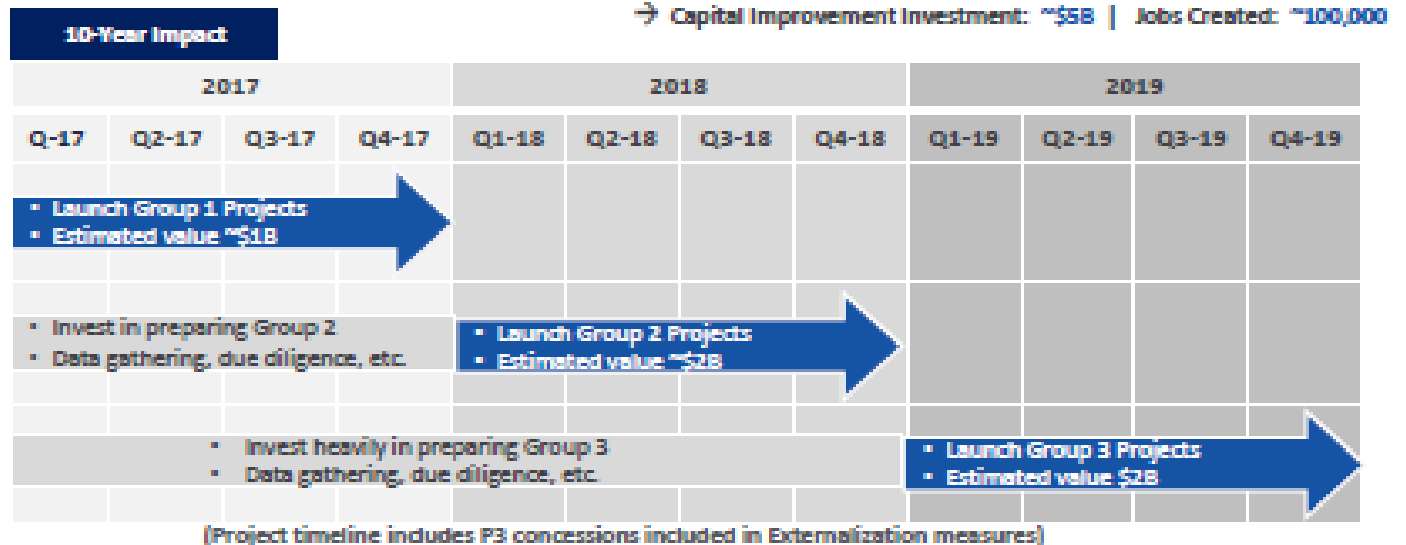 → Capital Improvement Investment: ~$5B | Jobs Created: ~100,000
10-Year Impact
2017 2018 2019
Q-17 Q2-17 Q3-17 Q4-17 Q1-18 Q2-18 Q3-18 Q4-18 Q1-19 Q2-19 Q3-19 Q4-19
▪ Launch Group 1 Projects
▪ Estimated value ~$1B
▪ Invest in preparing Group 2
▪ Data gathering, due diligence, etc.
▪ Launch Group 2 Projects
▪ Estimated value ~$2B
▪ Invest heavily in preparing Group 3
▪ Data gathering, due diligence, etc.
▪ Launch Group 3 Projects
▪ Estimated value $2B
(Project timeline includes P3 concessions included in Externalization measures)